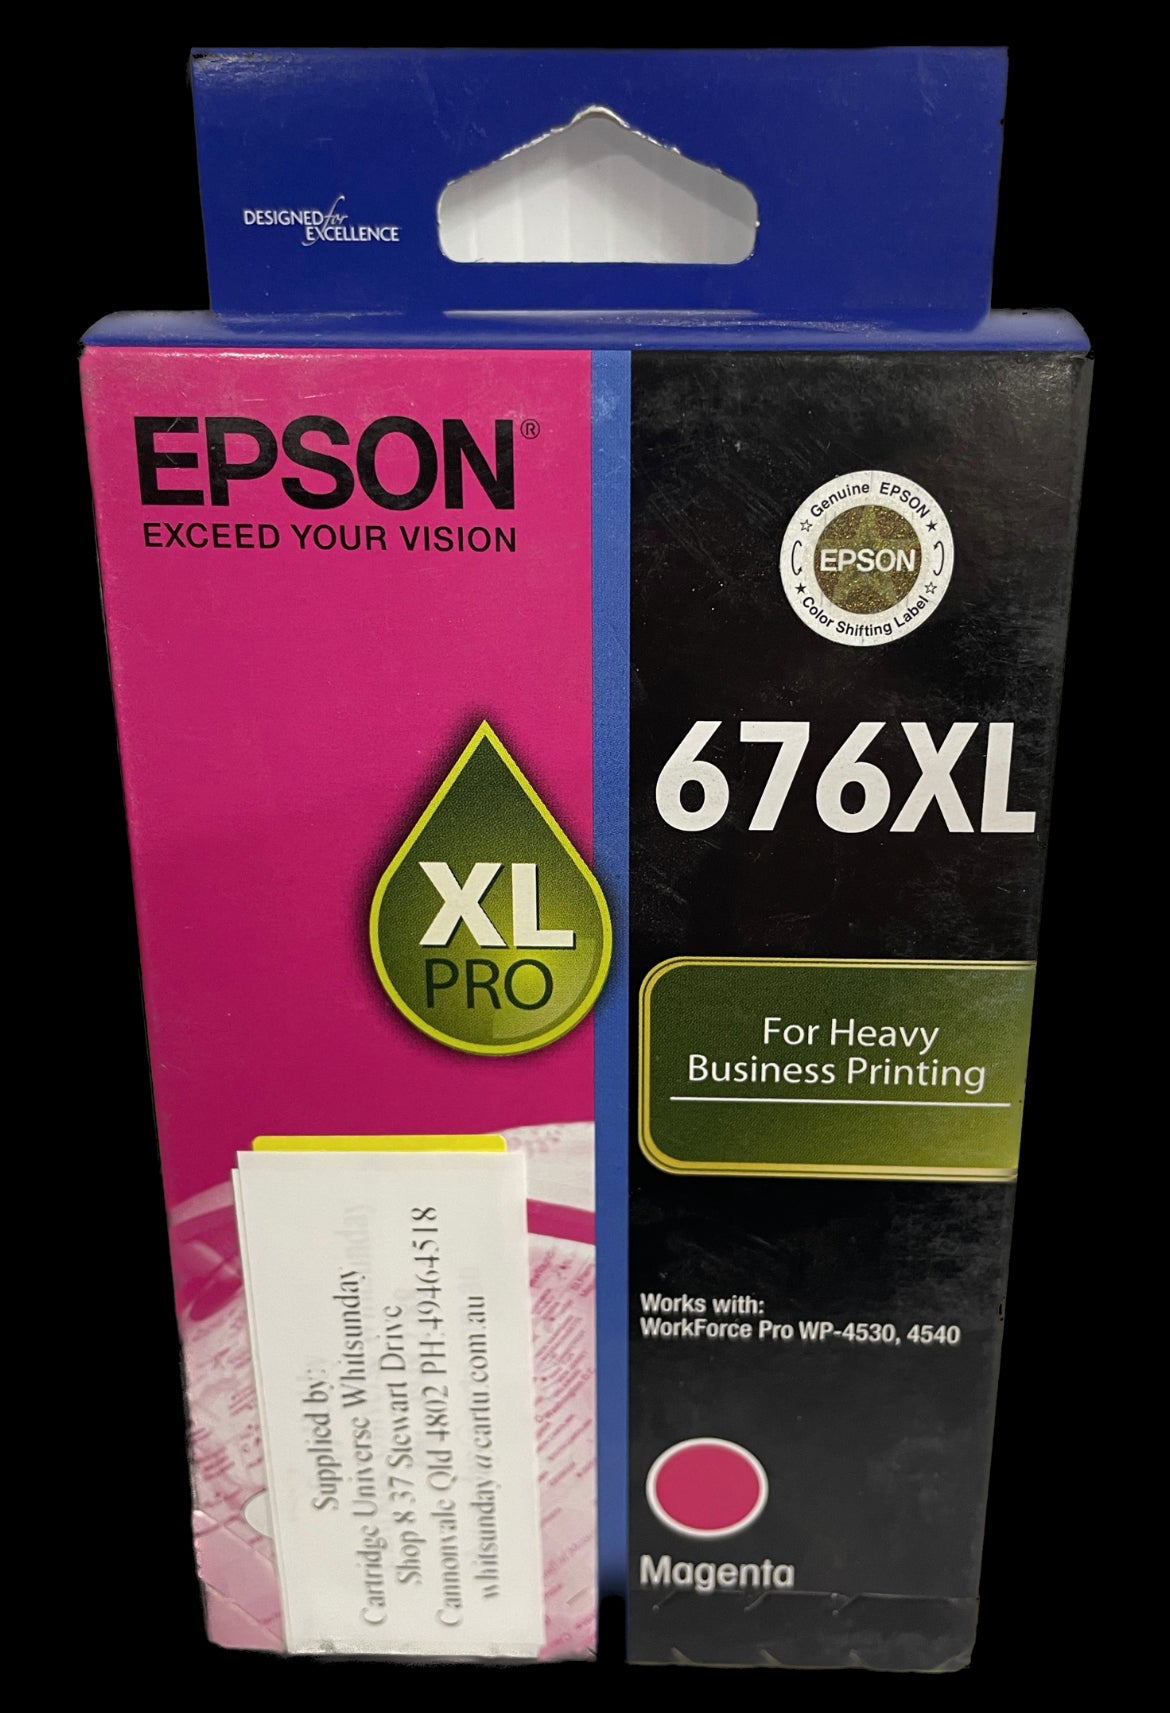 DESIGNED for
EXCELLENCE
EPSON®
EXCEED YOUR VISION
Genuine EPSON
EPSON
Color Shifting Label
676XL
XL
PRO
For Heavy
Business Printing
Works with:
WorkForce Pro WP-4530, 4540
Magenta
Supplied by:
Cartridge Universe Whitsunday
Shop 8 37 Stewart Drive
Cannonvale Qld 4802 PH:49464518
whitsunday@cartu.com.au